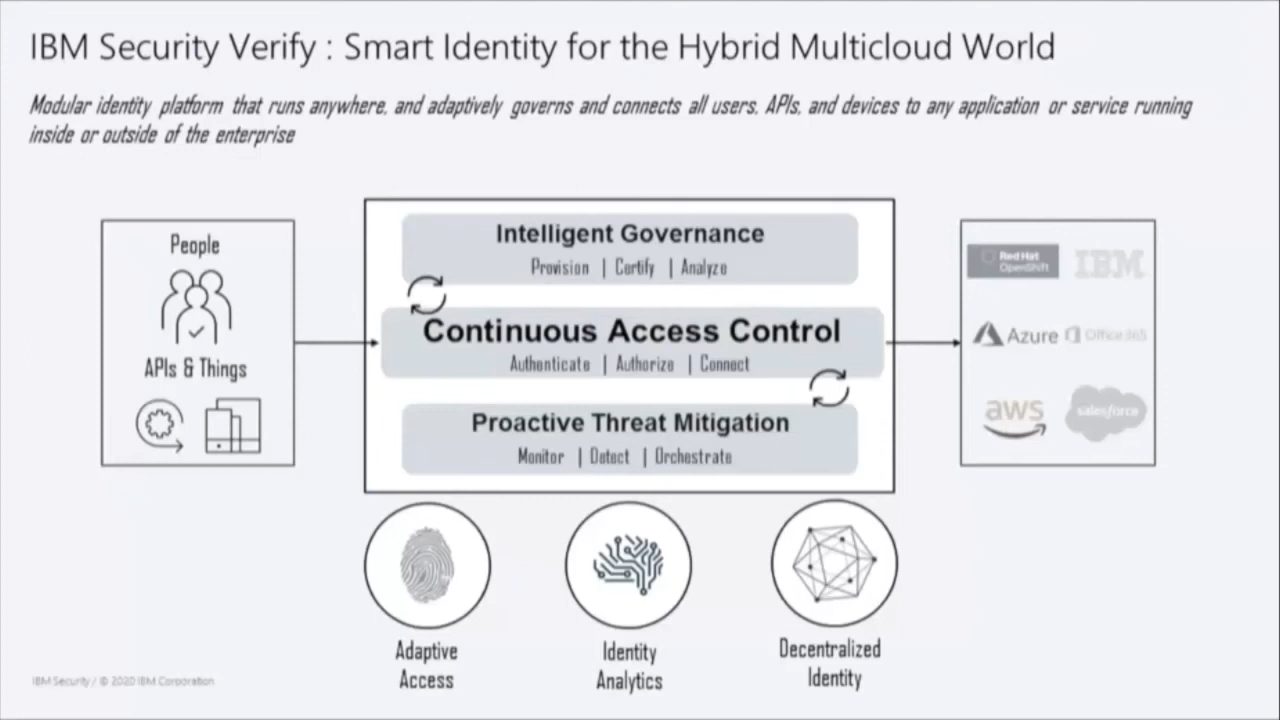 IBM Security Verify : Smart Identity for the Hybrid Multicloud World
Modular identity platform that runs anywhere, and adaptively governs and connects all users, APIs, and devices to any application or service running
inside or outside of the enterprise
People
APIs & Things
Intelligent Governance
Provision | Certify | Analyze
Continuous Access Control
Authenticate | Authorize | Connect
Proactive Threat Mitigation
Monitor | Detect | Orchestrate
Red Hat
OpenShift
IBM
Azure
Office 365
aws
salesforce
Adaptive
Access
Identity
Analytics
Decentralized
Identity
IBM Security / © 2020 IBM Corporation